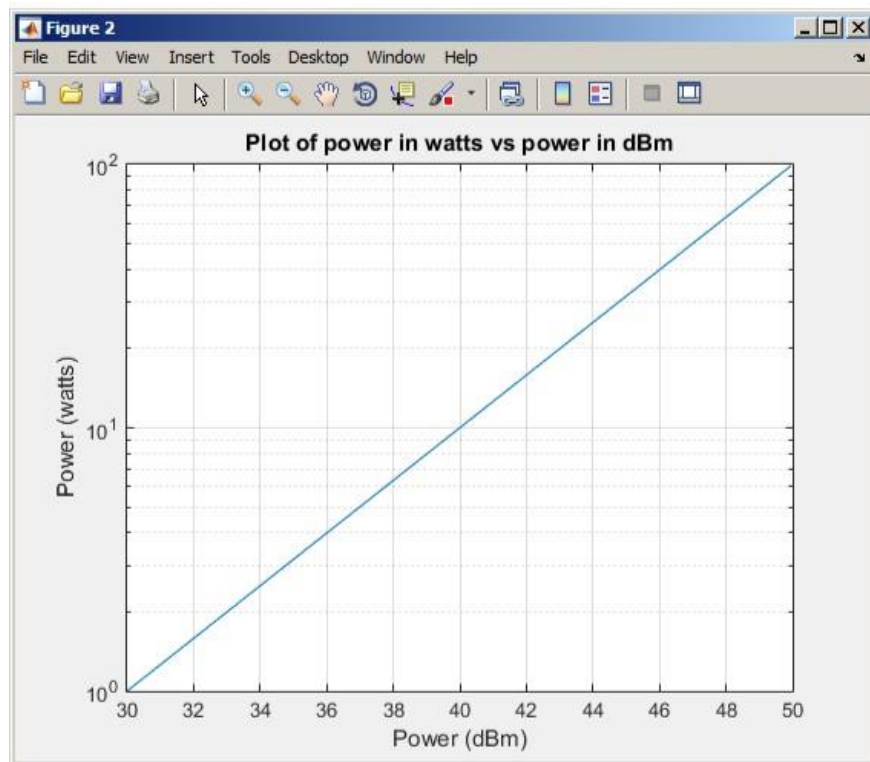 Figure 2
File Edit View Insert Tools Desktop Window Help
Plot of power in watts vs power in dBm
10²
10¹
10⁰
Power (watts)
30 32 34 36 38 40 42 44 46 48 50
Power (dBm)